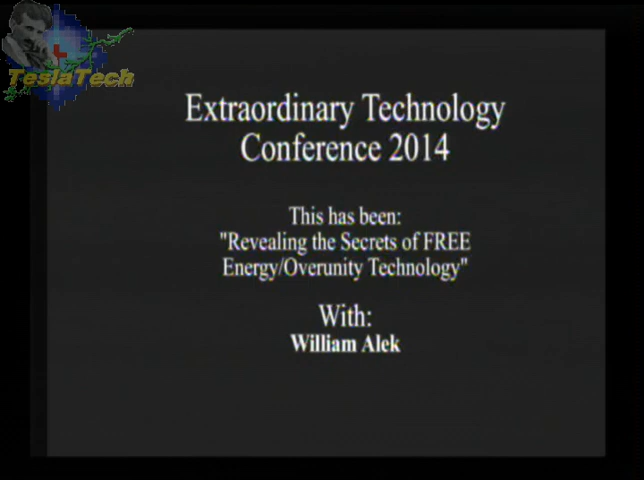 TeslaTech
Extraordinary Technology
Conference 2014
This has been:
"Revealing the Secrets of FREE
Energy/Overunity Technology"
With:
William Alek